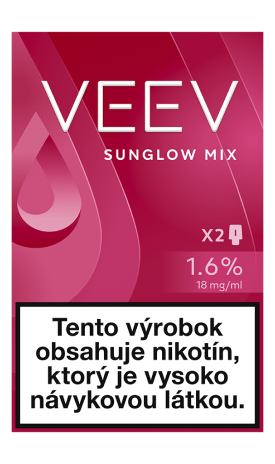 VEEV
SUNGLOW MIX
X2
1.6%
18 mg/ml
Tento výrobok
obsahuje nikotín,
ktorý je vysoko
návykovou látkou.